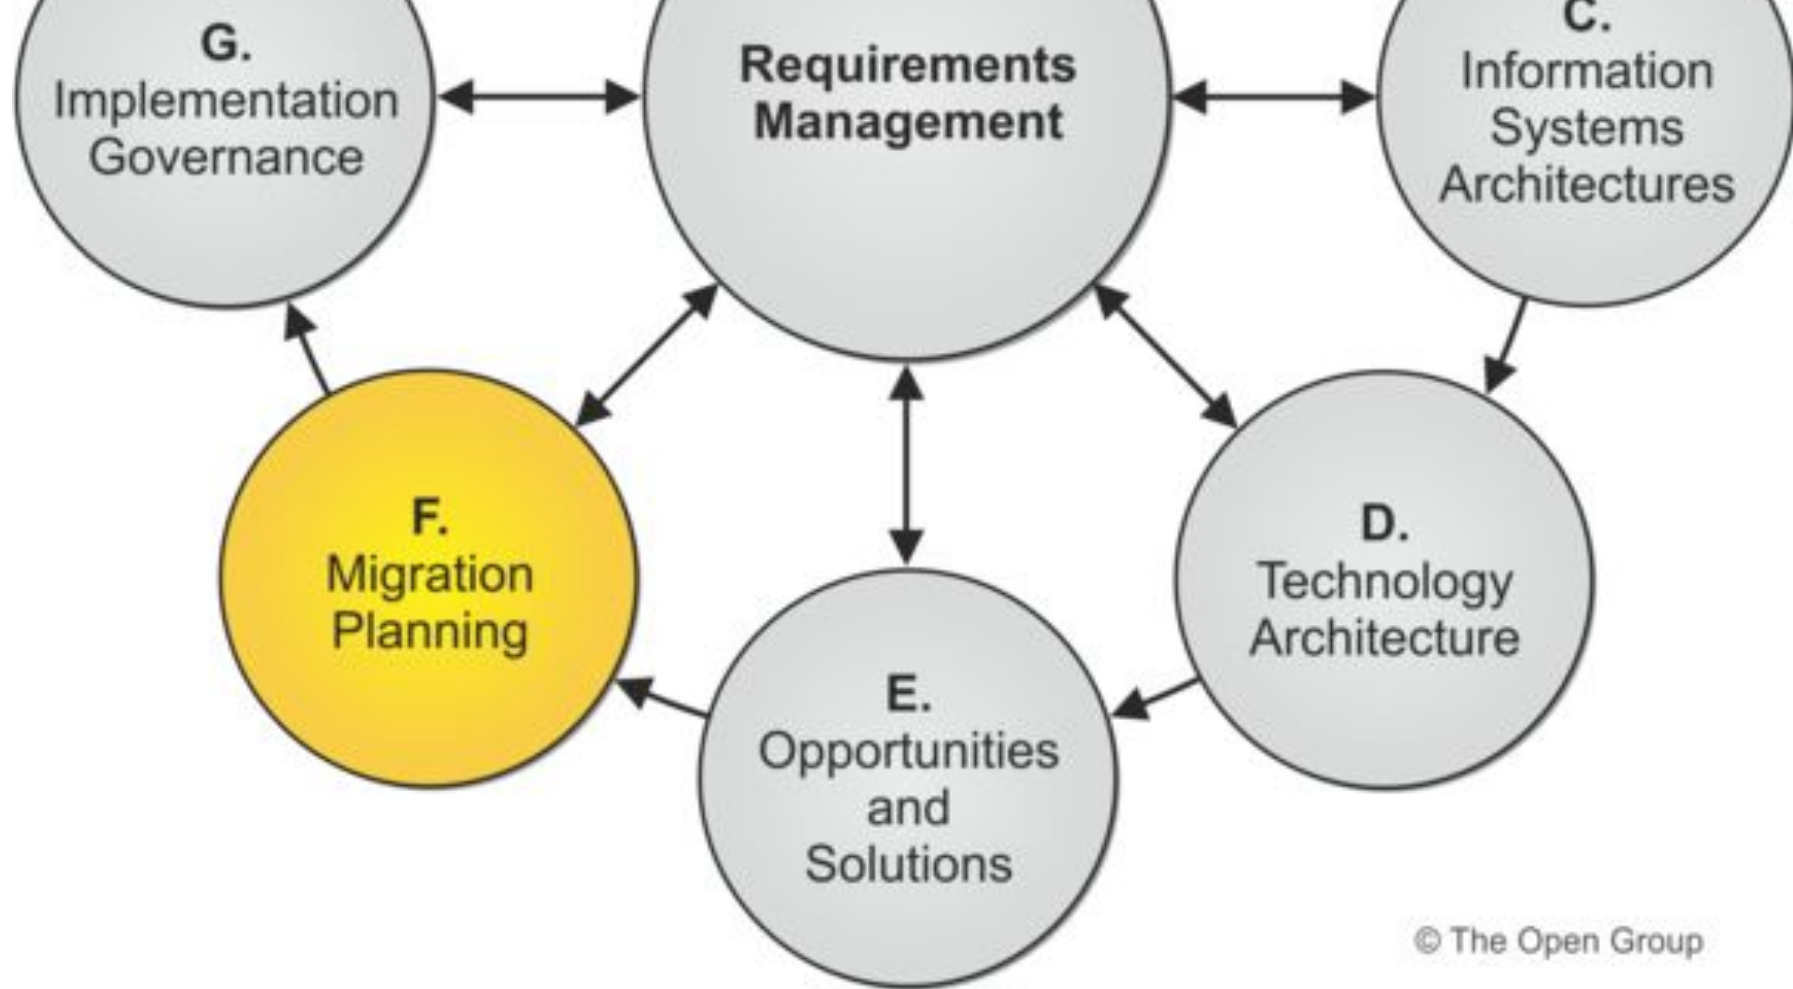 G.
Implementation
Governance
Requirements
Management
C.
Information
Systems
Architectures
F.
Migration
Planning
D.
Technology
Architecture
E.
Opportunities
and
Solutions
© The Open Group